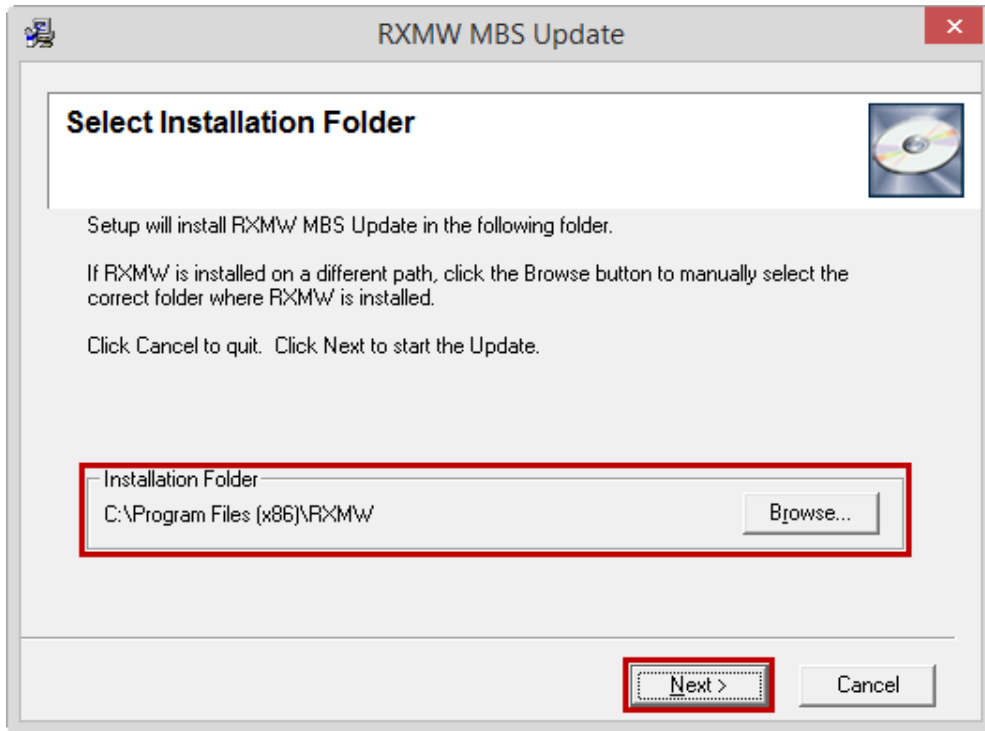 RXMW MBS Update
Select Installation Folder
Setup will install RXMW MBS Update in the following folder.
If RXMW is installed on a different path, click the Browse button to manually select the
correct folder where RXMW is installed.
Click Cancel to quit.  Click Next to start the Update.
Installation Folder
C:\Program Files (x86)\RXMW
Browse...
Next >
Cancel